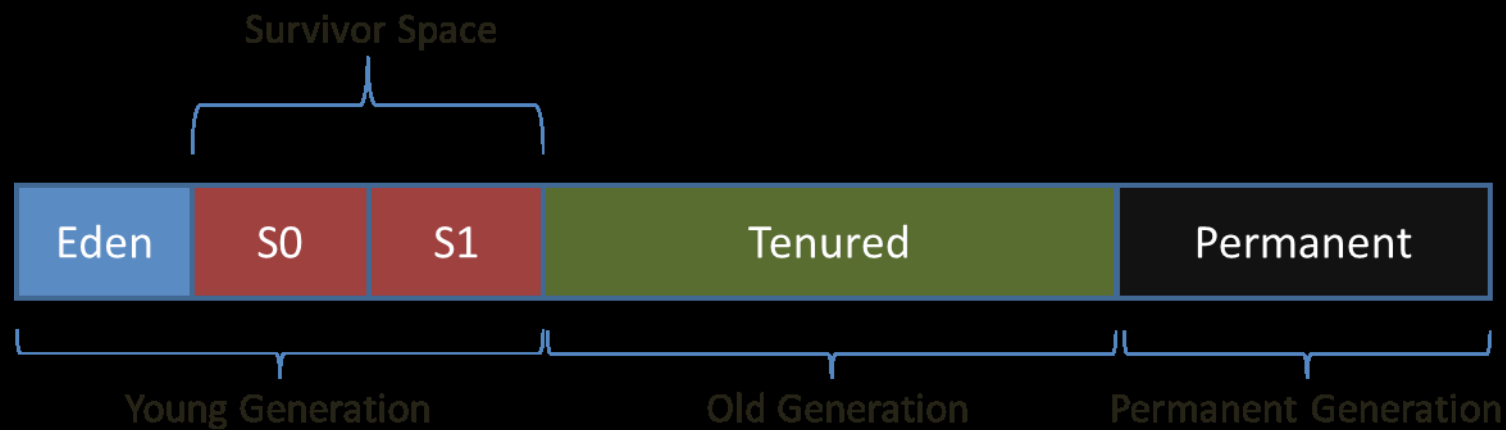 Survivor Space
Eden S0 S1 Tenured Permanent
Young Generation Old Generation Permanent Generation